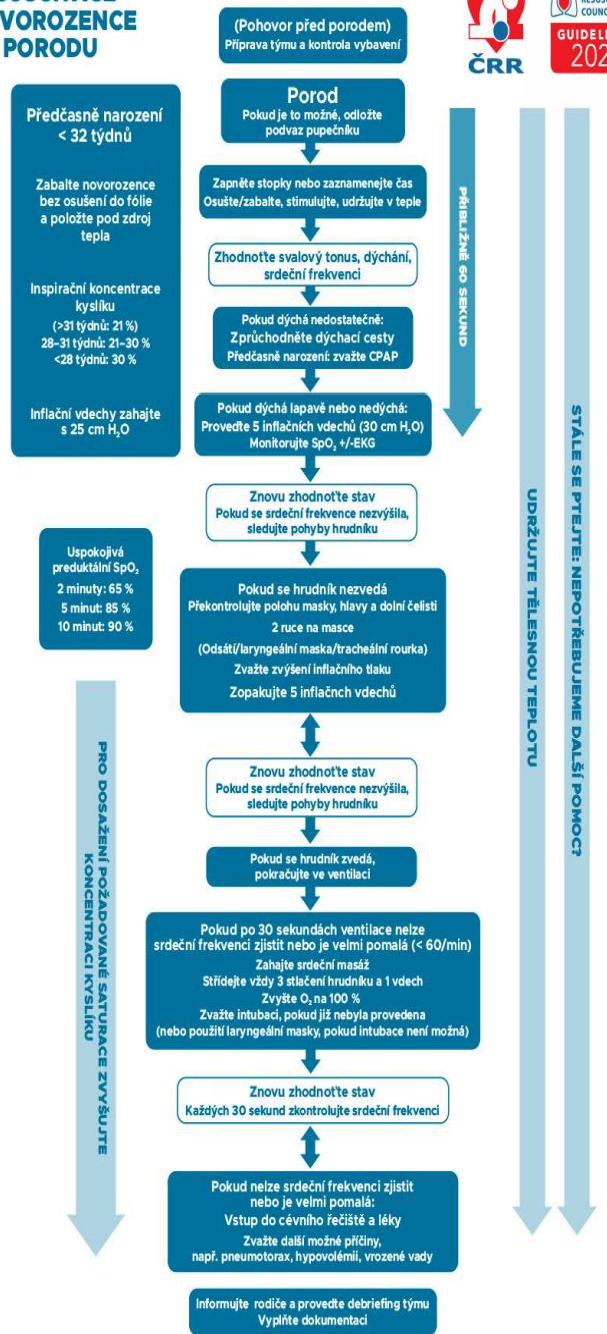 VOROZENCE
PORODU
ČRR
GUIDEL
202
(Pohovor před porodem)
Příprava týmu a kontrola vybavení
Porod
Pokud je to možné, odložte
podvaz pupečníku
Zapněte stopky nebo zaznamenejte čas
Osušte/zabalte, stimulujte, udržujte v teple
Zhodnoťte svalový tonus, dýchání,
srdeční frekvenci
Pokud dýchá nedostatečně:
Zprůchodněte dýchací cesty
Předčasně narození: zvažte CPAP
Pokud dýchá lapavě nebo nedýchá:
Proveďte 5 inflačních vdechů (30 cm H₂O)
Monitorujte SpO₂ +/-EKG
Znovu zhodnoťte stav
Pokud se srdeční frekvence nezvýšila,
sledujte pohyby hrudníku
Pokud se hrudník nezvedá
Překontrolujte polohu masky, hlavy a dolní čelisti
2 ruce na masce
(Odsátí/laryngeální maska/tracheální rourka)
Zvažte zvýšení inflačního tlaku
Zopakujte 5 inflačnch vdechů
Znovu zhodnoťte stav
Pokud se srdeční frekvence nezvýšila,
sledujte pohyby hrudníku
Pokud se hrudník zvedá,
pokračujte ve ventilaci
Pokud po 30 sekundách ventilace nelze
srdeční frekvenci zjistit nebo je velmi pomalá (< 60/min)
Zahajte srdeční masáž
Střídejte vždy 3 stlačení hrudníku a 1 vdech
Zvyšte O₂ na 100 %
Zvažte intubaci, pokud již nebyla provedena
(nebo použití laryngeální masky, pokud intubace není možná)
Znovu zhodnoťte stav
Každých 30 sekund zkontrolujte srdeční frekvenci
Pokud nelze srdeční frekvenci zjistit
nebo je velmi pomalá:
Vstup do cévního řečiště a léky
Zvažte další možné příčiny,
např. pneumotorax, hypovolémii, vrozené vady
Informujte rodiče a proveďte debriefing týmu
Vyplňte dokumentaci
Předčasně narození
< 32 týdnů
Zabalte novorozence
bez osušení do fólie
a položte pod zdroj
tepla
Inspirační koncentrace
kyslíku
(>31 týdnů: 21 %)
28–31 týdnů: 21–30 %
<28 týdnů: 30 %
Inflační vdechy zahajte
s 25 cm H₂O
Uspokojivá
preduktální SpO₂
2 minuty: 65 %
5 minut: 85 %
10 minut: 90 %
PRO DOSAŽENÍ POŽADOVANÉ SATURACE ZVYŠUJTE
KONCENTRACI KYSLÍKU
PŘIBLIŽNĚ 60 SEKUND
UDRŽUJTE TĚLESNOU TEPLOTU
STÁLE SE PTEJTE: NEPOTŘEBUJEME DALŠÍ POMOC?